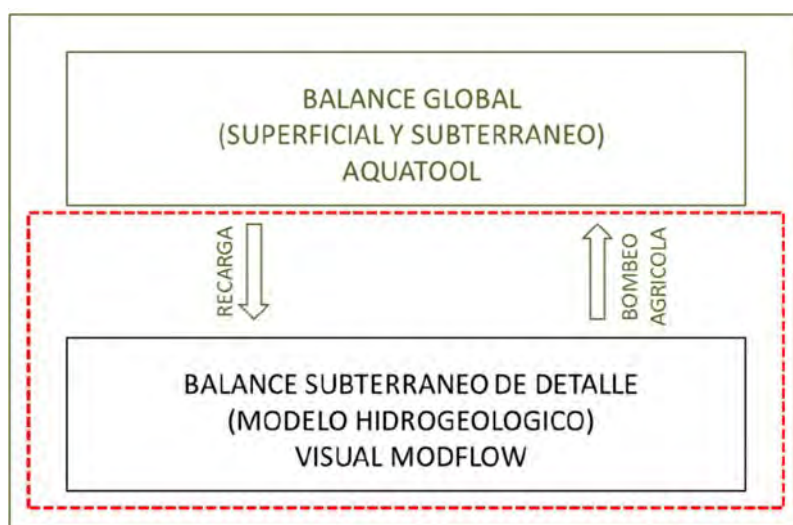 BALANCE GLOBAL
(SUPERFICIAL Y SUBTERRANEO)
AQUATOOL
RECARGA
BOMBEO
AGRICOLA
BALANCE SUBTERRANEO DE DETALLE
(MODELO HIDROGEOLOGICO)
VISUAL MODFLOW